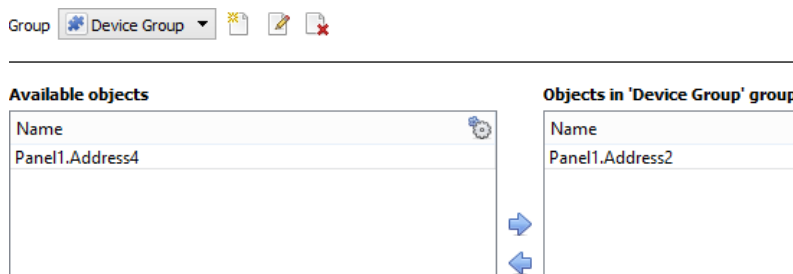 Group Device Group
Available objects
Objects in 'Device Group' group
Name
Name
Panel1.Address4
Panel1.Address2